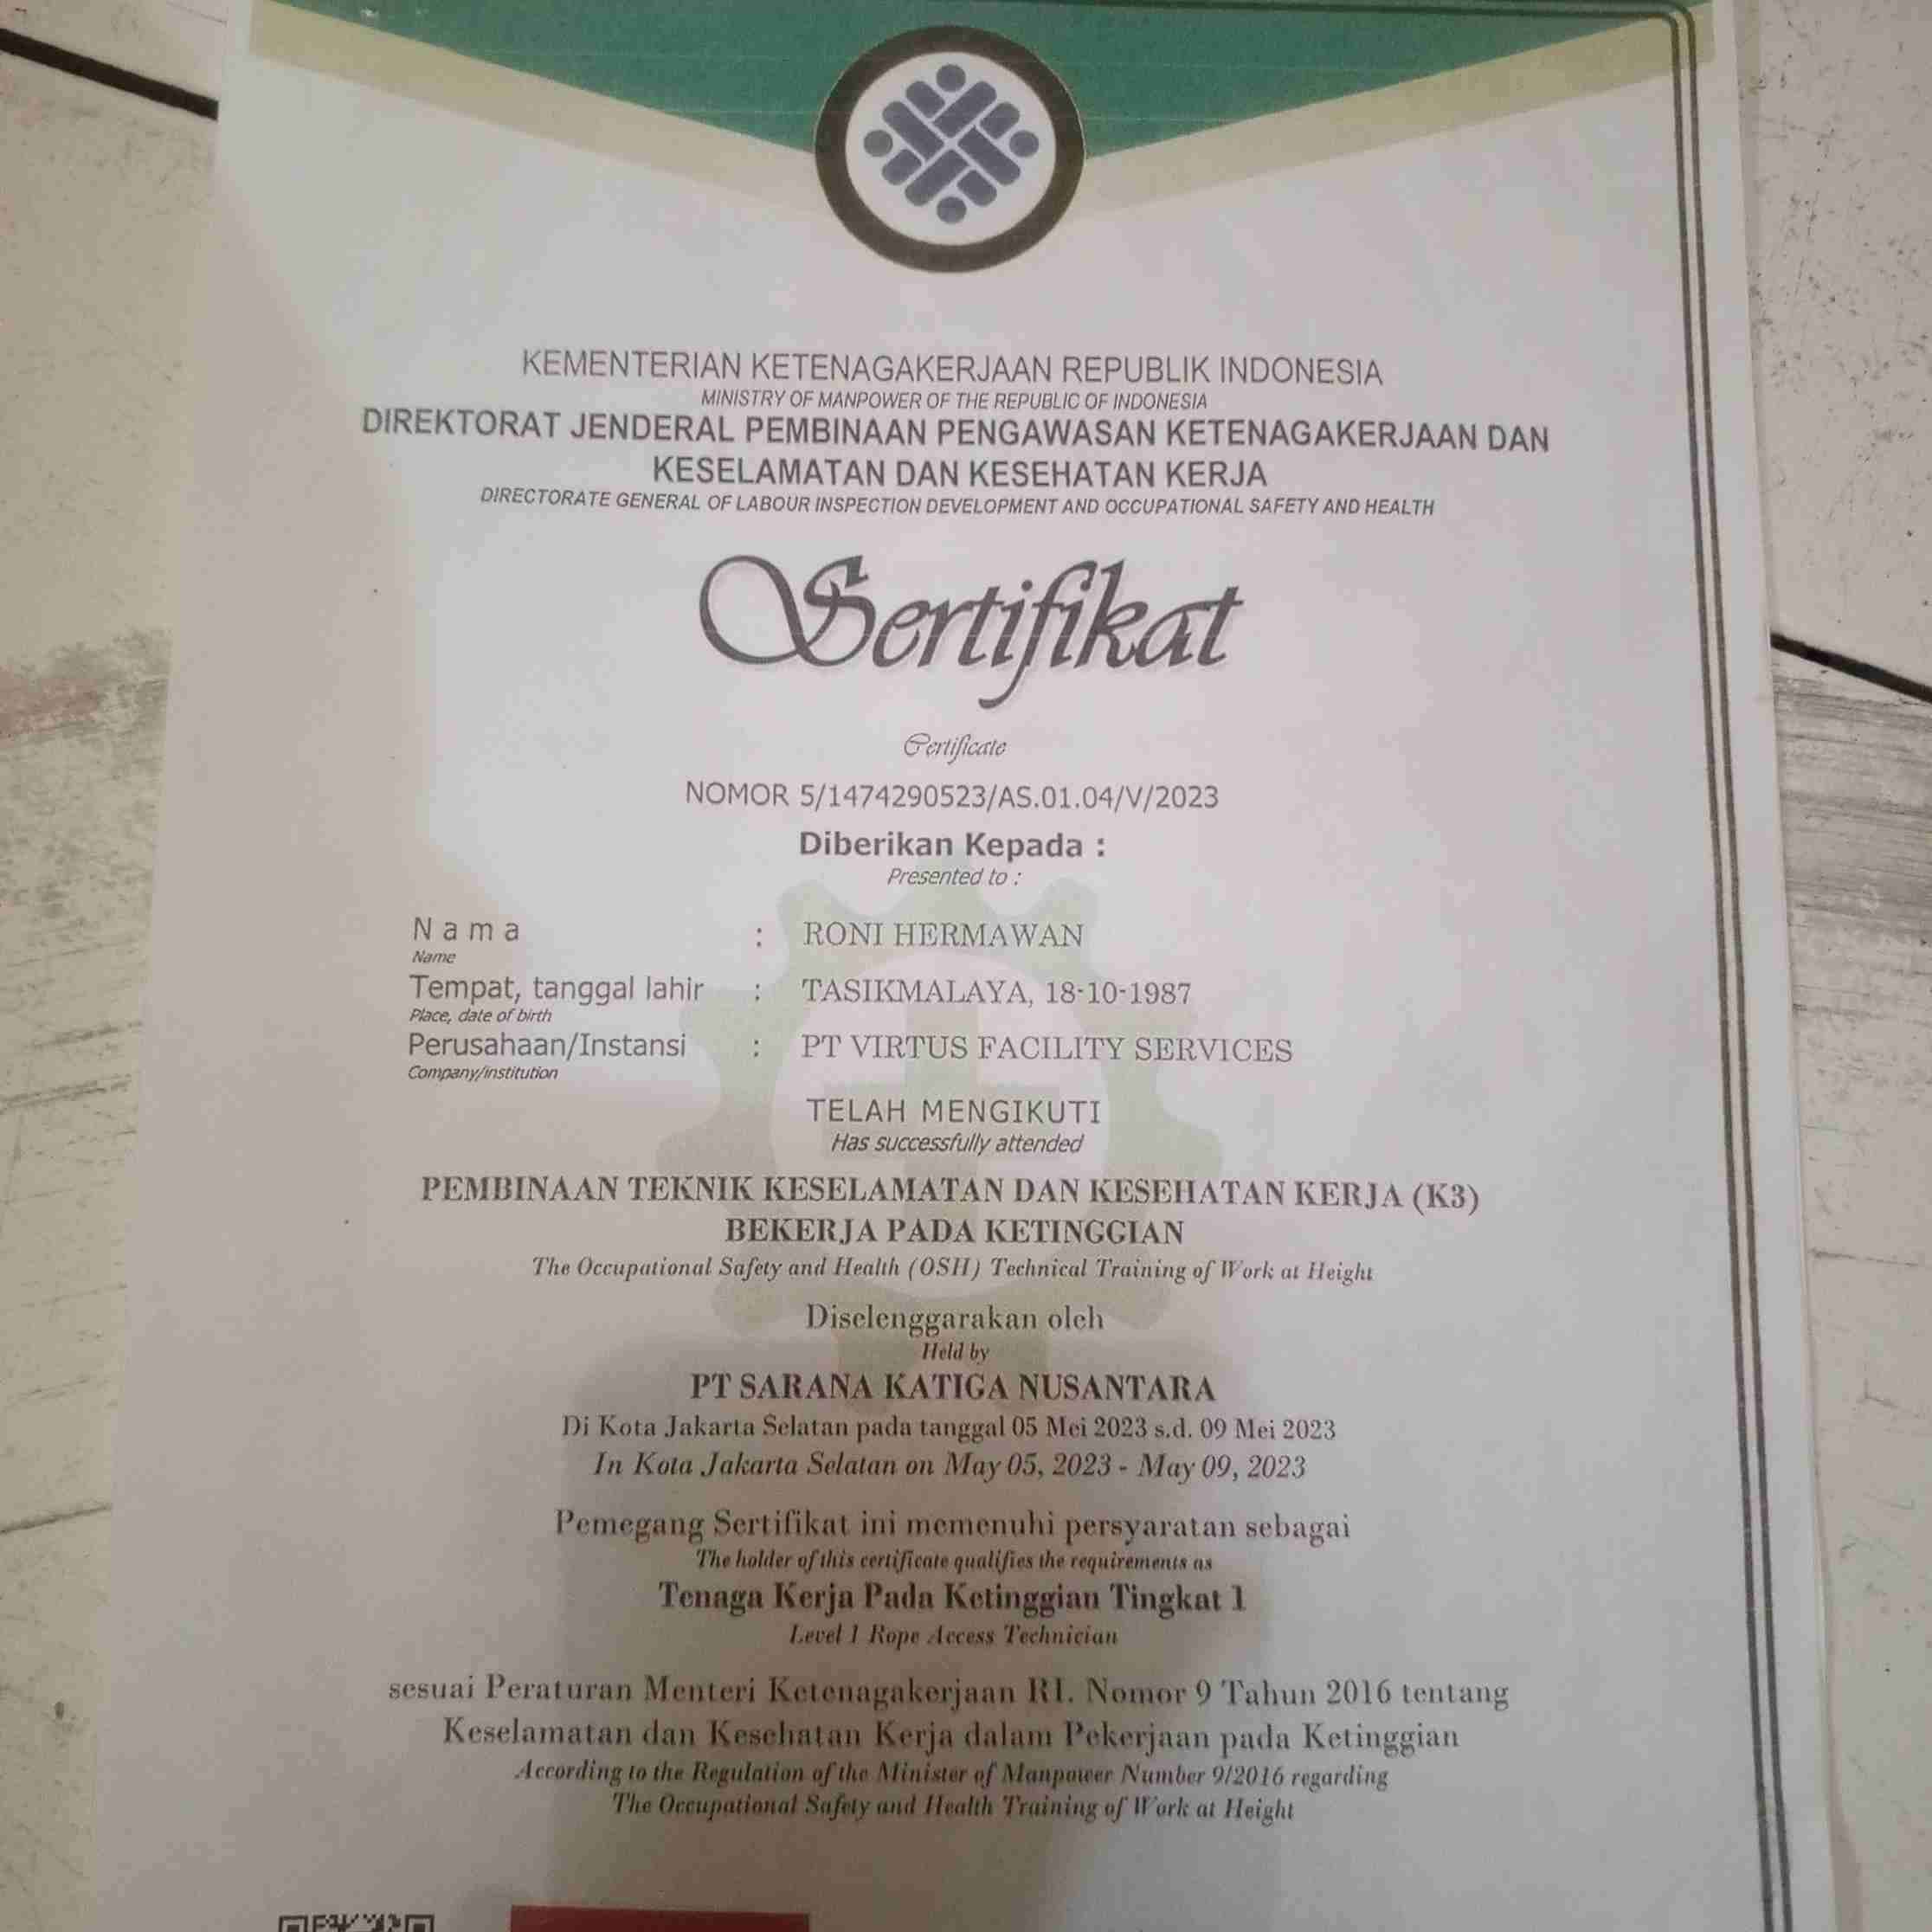 KEMENTERIAN KETENAGAKERJAAN REPUBLIK INDONESIA
MINISTRY OF MANPOWER OF THE REPUBLIC OF INDONESIA
DIREKTORAT JENDERAL PEMBINAAN PENGAWASAN KETENAGAKERJAAN DAN
KESELAMATAN DAN KESEHATAN KERJA
DIRECTORATE GENERAL OF LABOUR INSPECTION DEVELOPMENT AND OCCUPATIONAL SAFETY AND HEALTH
Sertifikat
Certificate
NOMOR 5/1474290523/AS.01.04/V/2023
Diberikan Kepada :
Presented to :
Nama : RONI HERMAWAN
Name
Tempat, tanggal lahir : TASIKMALAYA, 18-10-1987
Place, date of birth
Perusahaan/Instansi : PT VIRTUS FACILITY SERVICES
Company/institution
TELAH MENGIKUTI
Has successfully attended
PEMBINAAN TEKNIK KESELAMATAN DAN KESEHATAN KERJA (K3)
BEKERJA PADA KETINGGIAN
The Occupational Safety and Health (OSH) Technical Training of Work at Height
Diselenggarakan oleh
Held by
PT SARANA KATIGA NUSANTARA
Di Kota Jakarta Selatan pada tanggal 05 Mei 2023 s.d. 09 Mei 2023
In Kota Jakarta Selatan on May 05, 2023 - May 09, 2023
Pemegang Sertifikat ini memenuhi persyaratan sebagai
The holder of this certificate qualifies the requirements as
Tenaga Kerja Pada Ketinggian Tingkat 1
Level 1 Rope Access Technician
sesuai Peraturan Menteri Ketenagakerjaan RI. Nomor 9 Tahun 2016 tentang
Keselamatan dan Kesehatan Kerja dalam Pekerjaan pada Ketinggian
According to the Regulation of the Minister of Manpower Number 9/2016 regarding
The Occupational Safety and Health Training of Work at Height